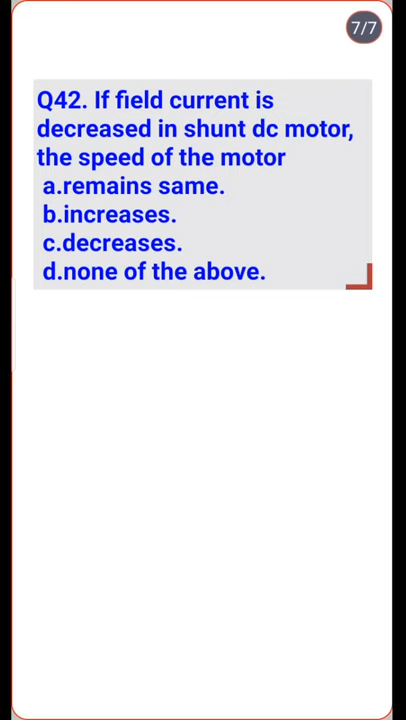 7/7
Q42. If field current is
decreased in shunt dc motor,
the speed of the motor
a.remains same.
b.increases.
c.decreases.
d.none of the above.